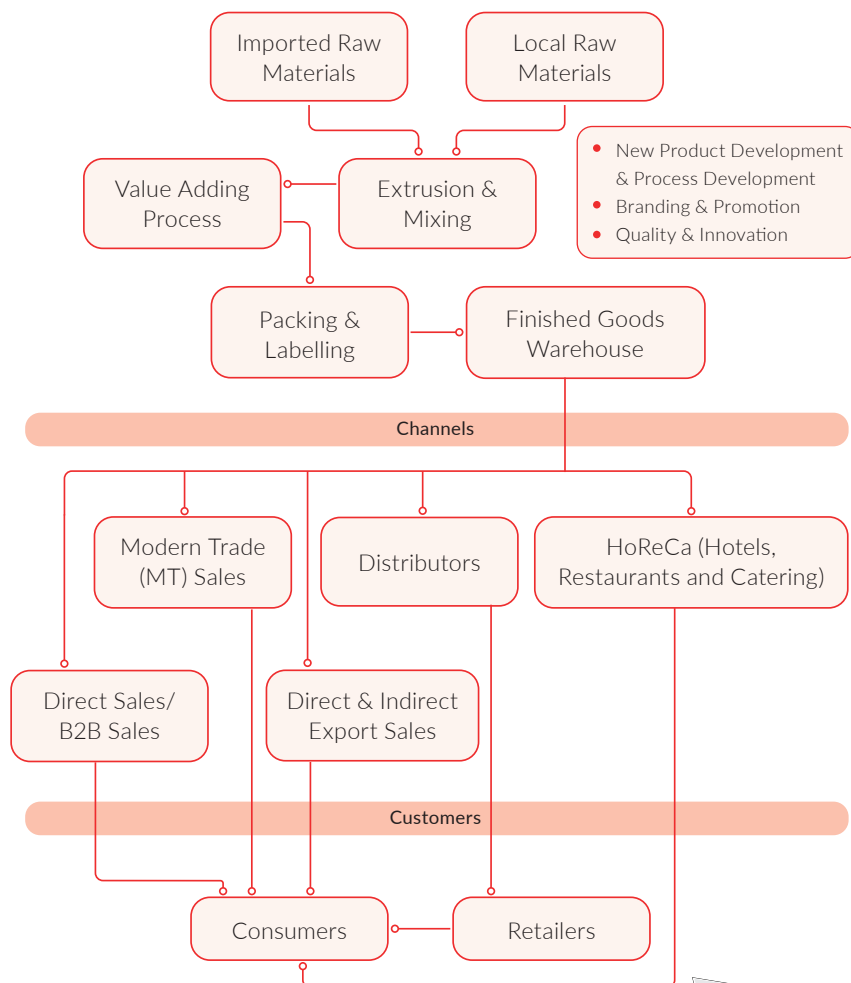 Imported Raw
Materials
Local Raw
Materials
New Product Development
& Process Development
Branding & Promotion
Quality & Innovation
Value Adding
Process
Extrusion &
Mixing
Packing &
Labelling
Finished Goods
Warehouse
Channels
Modern Trade
(MT) Sales
Distributors
HoReCa (Hotels,
Restaurants and Catering)
Direct Sales/
B2B Sales
Direct & Indirect
Export Sales
Customers
Consumers
Retailers